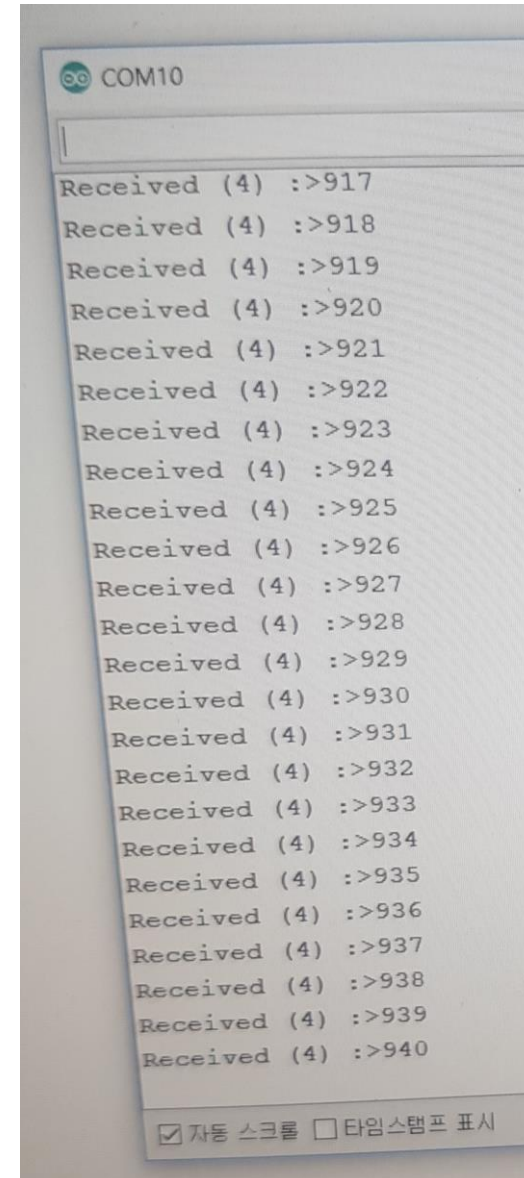 COM10
Received (4) :>917
Received (4) :>918
Received (4) :>919
Received (4) :>920
Received (4) :>921
Received (4) :>922
Received (4) :>923
Received (4) :>924
Received (4) :>925
Received (4) :>926
Received (4) :>927
Received (4) :>928
Received (4) :>929
Received (4) :>930
Received (4) :>931
Received (4) :>932
Received (4) :>933
Received (4) :>934
Received (4) :>935
Received (4) :>936
Received (4) :>937
Received (4) :>938
Received (4) :>939
Received (4) :>940
자동 스크롤 타임스탬프 표시